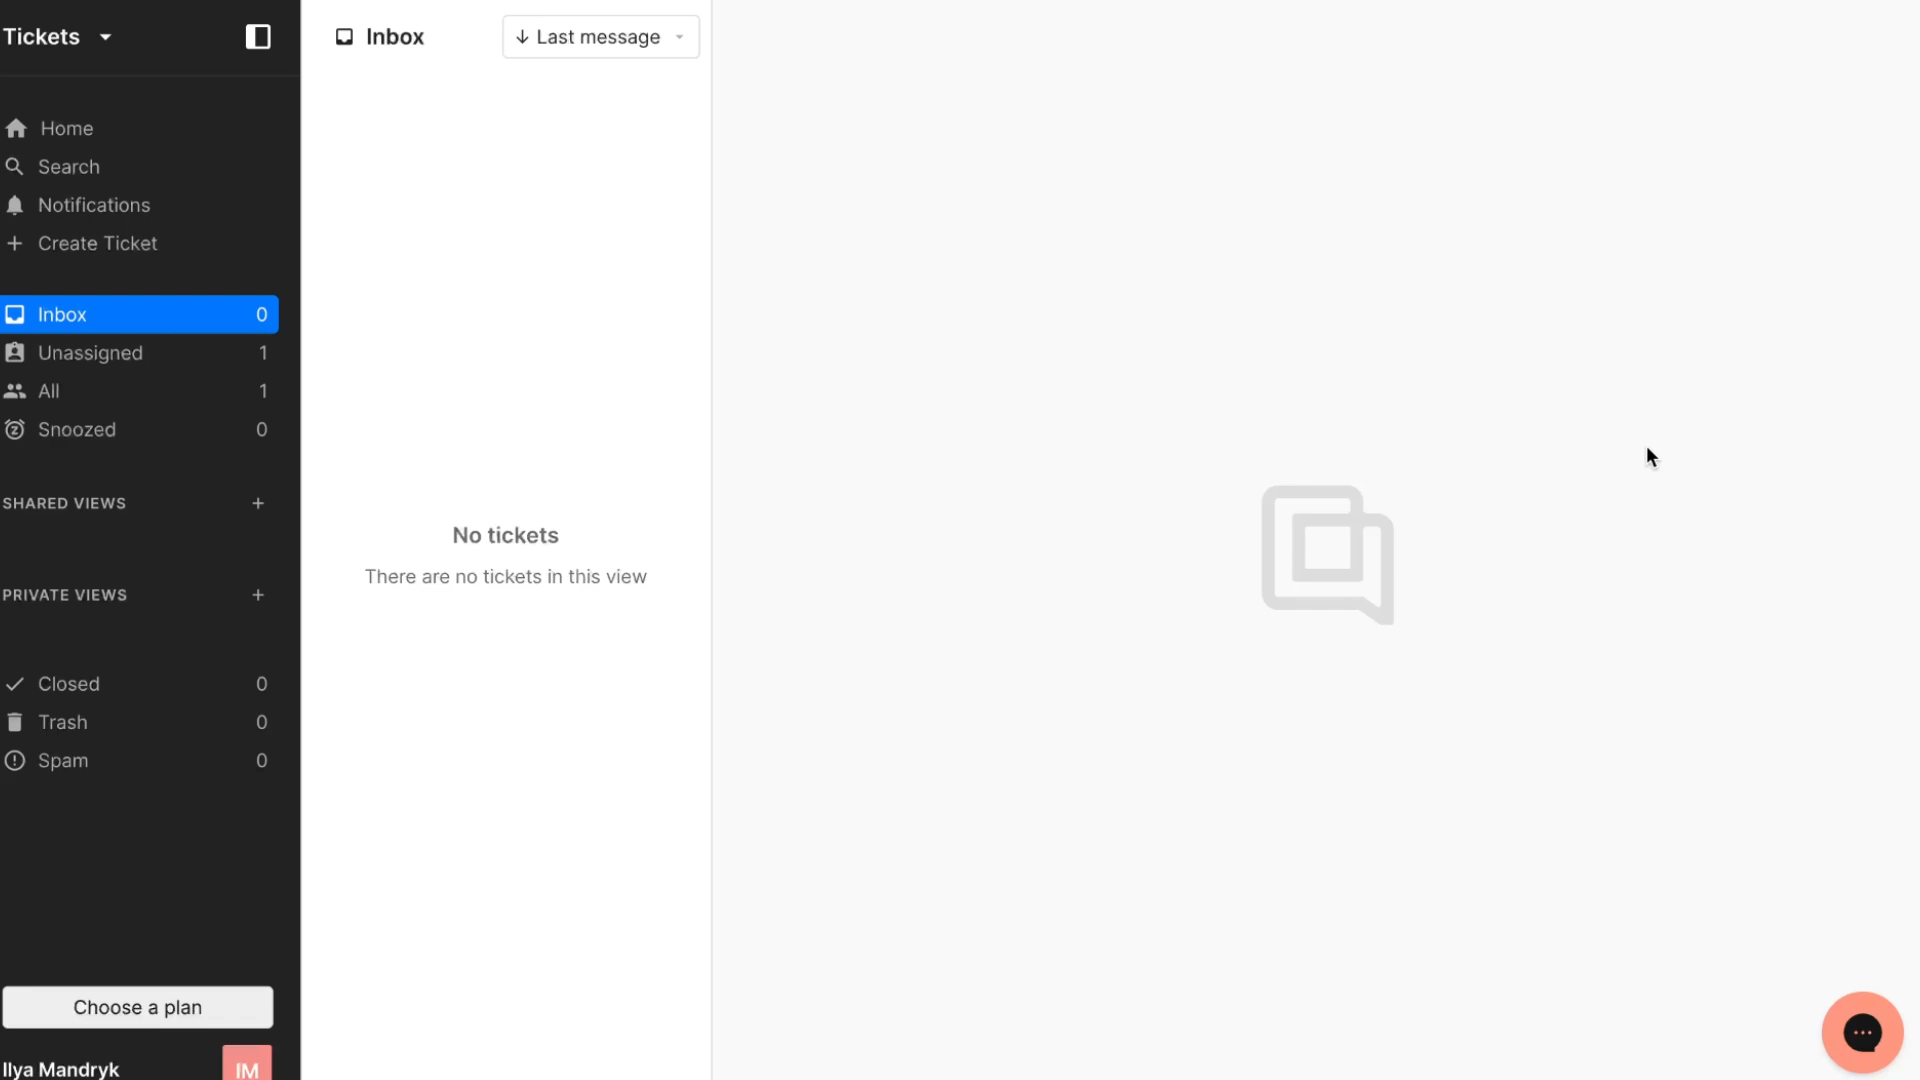 Tickets
Home
Search
Notifications
Create Ticket
Inbox 0
Unassigned 1
All 1
Snoozed 0
SHARED VIEWS
PRIVATE VIEWS
Closed 0
Trash 0
Spam 0
Choose a plan
Ilya Mandryk IM
Inbox
Last message
No tickets
There are no tickets in this view